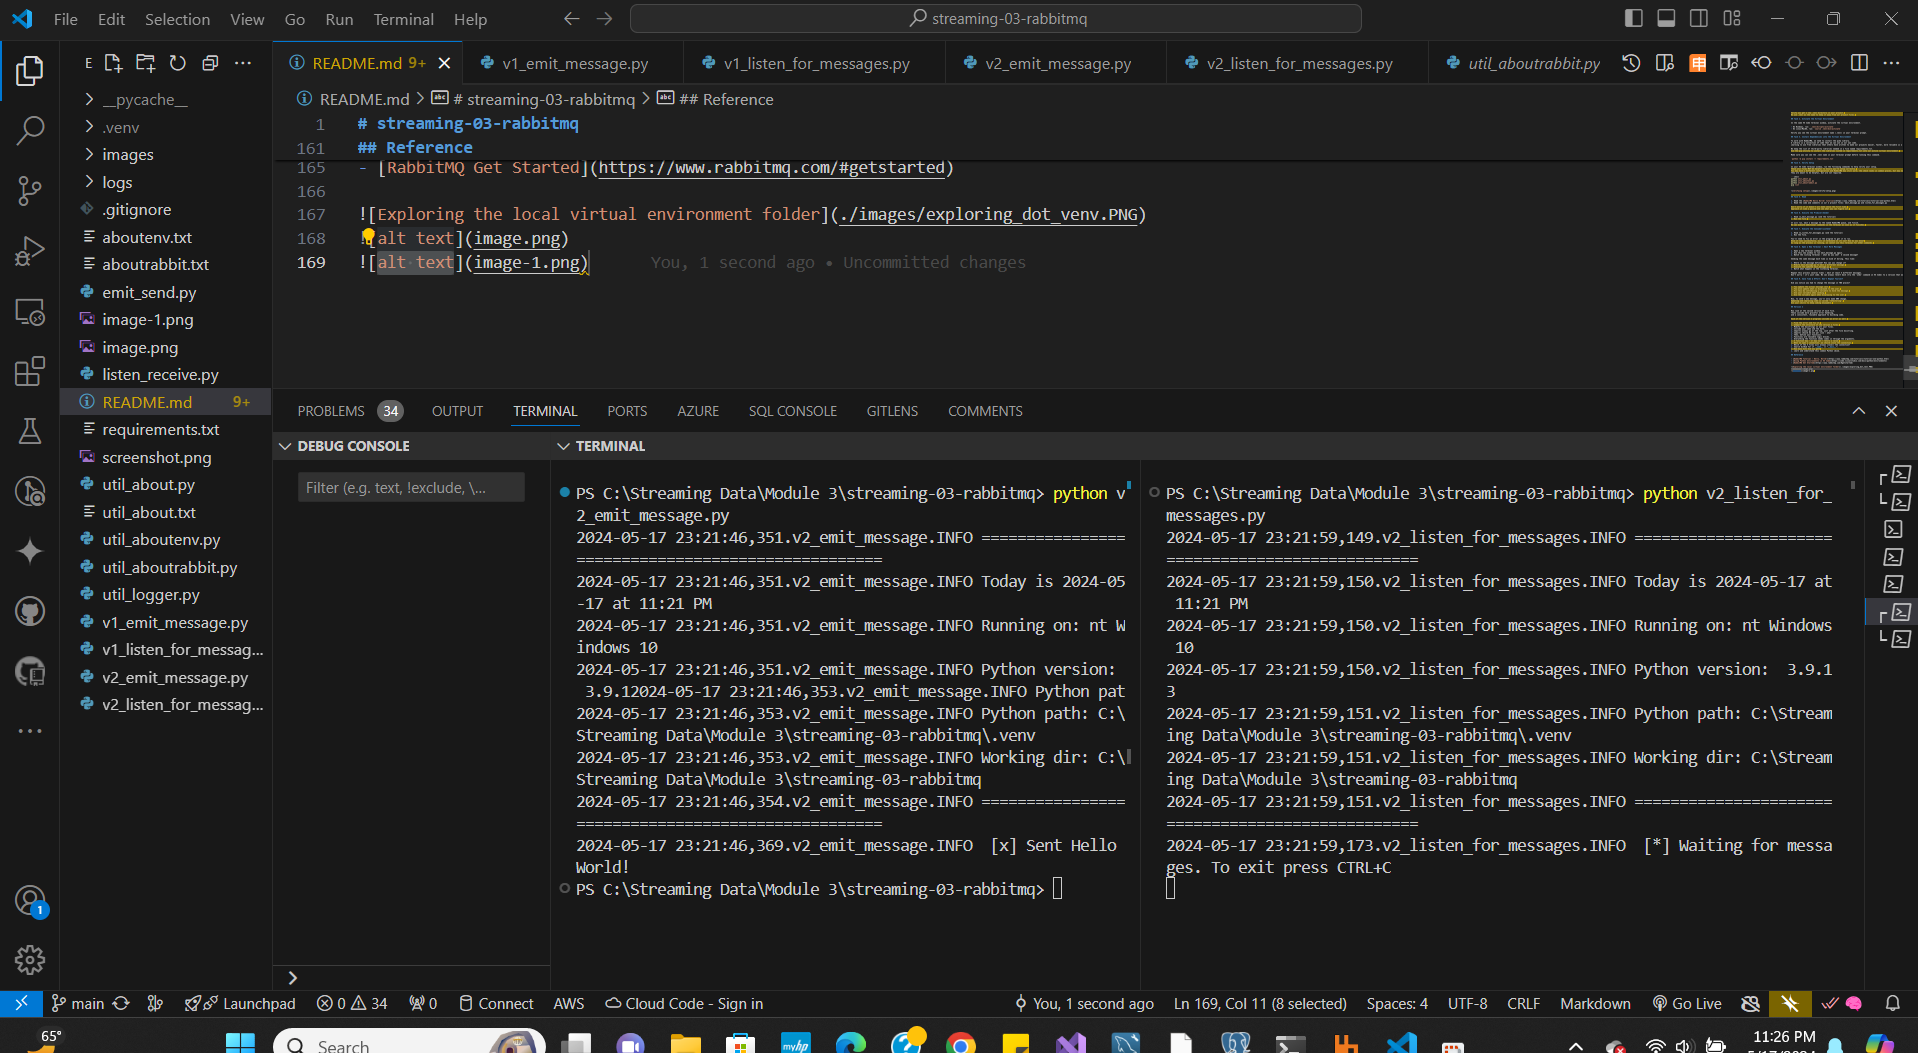 File Edit Selection View Go Run Terminal Help
streaming-03-rabbitmq
E
README.md 9+
v1_emit_message.py
v1_listen_for_messages.py
v2_emit_message.py
v2_listen_for_messages.py
util_aboutrabbit.py
__pycache__
.venv
images
logs
.gitignore
aboutenv.txt
aboutrabbit.txt
emit_send.py
image-1.png
image.png
listen_receive.py
README.md 9+
requirements.txt
screenshot.png
util_about.py
util_about.txt
util_aboutenv.py
util_aboutrabbit.py
util_logger.py
v1_emit_message.py
v1_listen_for_messag...
v2_emit_message.py
v2_listen_for_messag...
README.md > # streaming-03-rabbitmq > ## Reference
1 # streaming-03-rabbitmq
161 ## Reference
165 - [RabbitMQ Get Started](https://www.rabbitmq.com/#getstarted)
166
167 ![Exploring the local virtual environment folder](./images/exploring_dot_venv.PNG)
168 ![alt text](image.png)
169 ![alt text](image-1.png) You, 1 second ago • Uncommitted changes
PROBLEMS 34 OUTPUT TERMINAL PORTS AZURE SQL CONSOLE GITLENS COMMENTS
DEBUG CONSOLE
Filter (e.g. text, !exclude, \...
TERMINAL
PS C:\Streaming Data\Module 3\streaming-03-rabbitmq> python v
2_emit_message.py
2024-05-17 23:21:46,351.v2_emit_message.INFO ================
==================================
2024-05-17 23:21:46,351.v2_emit_message.INFO Today is 2024-05
-17 at 11:21 PM
2024-05-17 23:21:46,351.v2_emit_message.INFO Running on: nt W
indows 10
2024-05-17 23:21:46,351.v2_emit_message.INFO Python version:
3.9.12024-05-17 23:21:46,353.v2_emit_message.INFO Python pat
2024-05-17 23:21:46,353.v2_emit_message.INFO Python path: C:\
Streaming Data\Module 3\streaming-03-rabbitmq\.venv
2024-05-17 23:21:46,353.v2_emit_message.INFO Working dir: C:\
Streaming Data\Module 3\streaming-03-rabbitmq
2024-05-17 23:21:46,354.v2_emit_message.INFO ================
==================================
2024-05-17 23:21:46,369.v2_emit_message.INFO  [x] Sent Hello
World!
PS C:\Streaming Data\Module 3\streaming-03-rabbitmq>
PS C:\Streaming Data\Module 3\streaming-03-rabbitmq> python v2_listen_for_
messages.py
2024-05-17 23:21:59,149.v2_listen_for_messages.INFO ======================
============================
2024-05-17 23:21:59,150.v2_listen_for_messages.INFO Today is 2024-05-17 at
11:21 PM
2024-05-17 23:21:59,150.v2_listen_for_messages.INFO Running on: nt Windows
10
2024-05-17 23:21:59,150.v2_listen_for_messages.INFO Python version:  3.9.1
3
2024-05-17 23:21:59,151.v2_listen_for_messages.INFO Python path: C:\Stream
ing Data\Module 3\streaming-03-rabbitmq\.venv
2024-05-17 23:21:59,151.v2_listen_for_messages.INFO Working dir: C:\Stream
ing Data\Module 3\streaming-03-rabbitmq
2024-05-17 23:21:59,151.v2_listen_for_messages.INFO ======================
============================
2024-05-17 23:21:59,173.v2_listen_for_messages.INFO  [*] Waiting for messa
ges. To exit press CTRL+C
1
main Launchpad 0 34 0 Connect AWS Cloud Code - Sign in You, 1 second ago Ln 169, Col 11 (8 selected) Spaces: 4 UTF-8 CRLF Markdown Go Live
65°
Search
myhp
11:26 PM